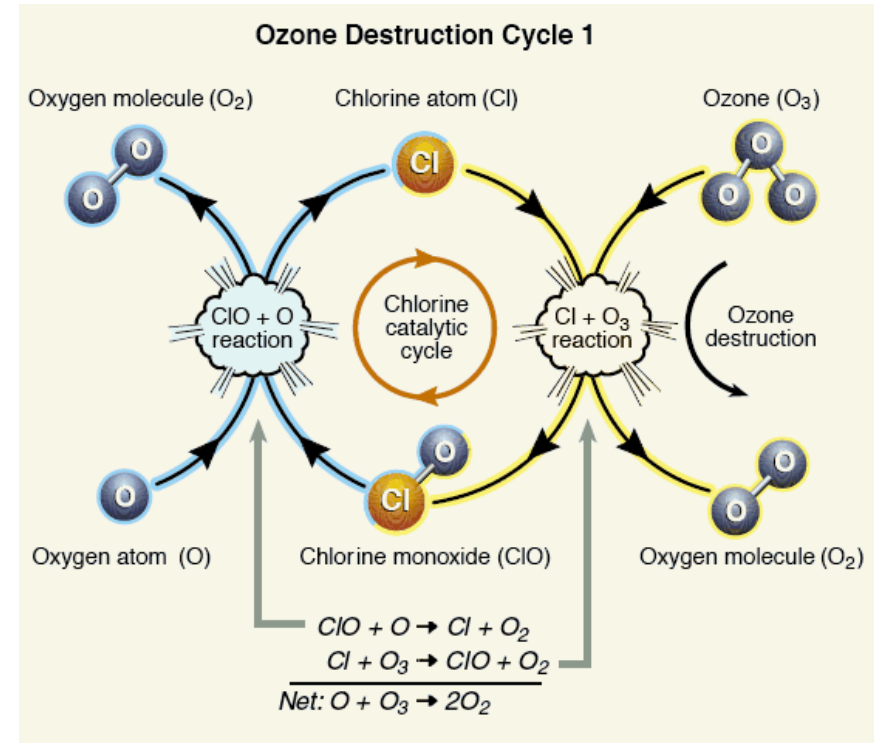 Ozone Destruction Cycle 1
Oxygen molecule (O₂)
Chlorine atom (Cl)
Ozone (O₃)
O
O
Cl
O
O
O
ClO + O
reaction
Chlorine
catalytic
cycle
Cl + O₃
reaction
Ozone
destruction
O
Cl
O
O
O
Oxygen atom (O)
Chlorine monoxide (ClO)
Oxygen molecule (O₂)
ClO + O → Cl + O₂
Cl + O₃ → ClO + O₂
Net: O + O₃ → 2O₂